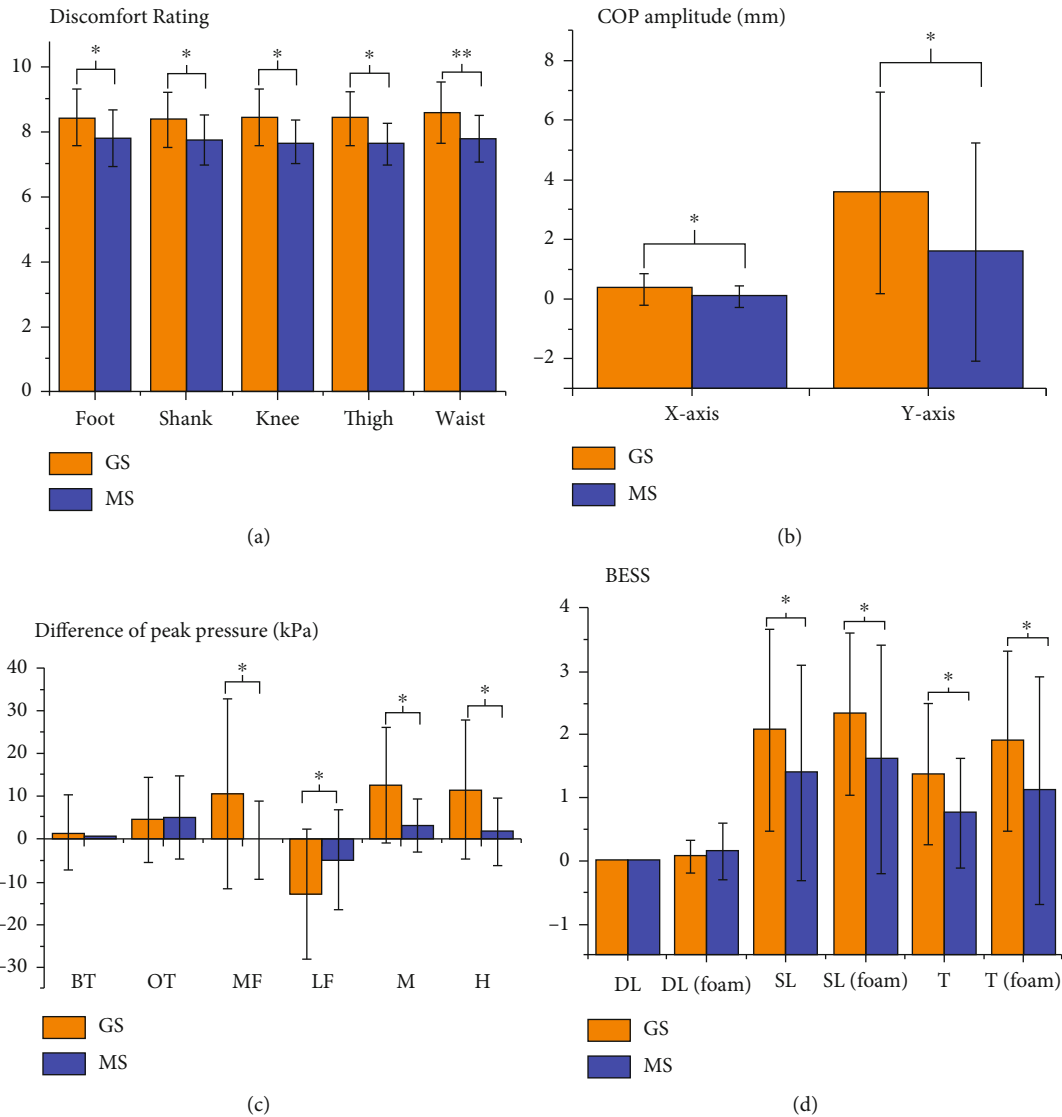 Discomfort Rating
* * * * **
10
8
6
4
2
0
Foot Shank Knee Thigh Waist
GS
MS
(a)
COP amplitude (mm)
*
*
8
6
4
2
0
–2
X-axis Y-axis
GS
MS
(b)
Difference of peak pressure (kPa)
* * * *
40
30
20
10
0
–10
–20
–30
BT OT MF LF M H
GS
MS
(c)
BESS
* * * *
4
3
2
1
0
–1
DL DL (foam) SL SL (foam) T T (foam)
GS
MS
(d)